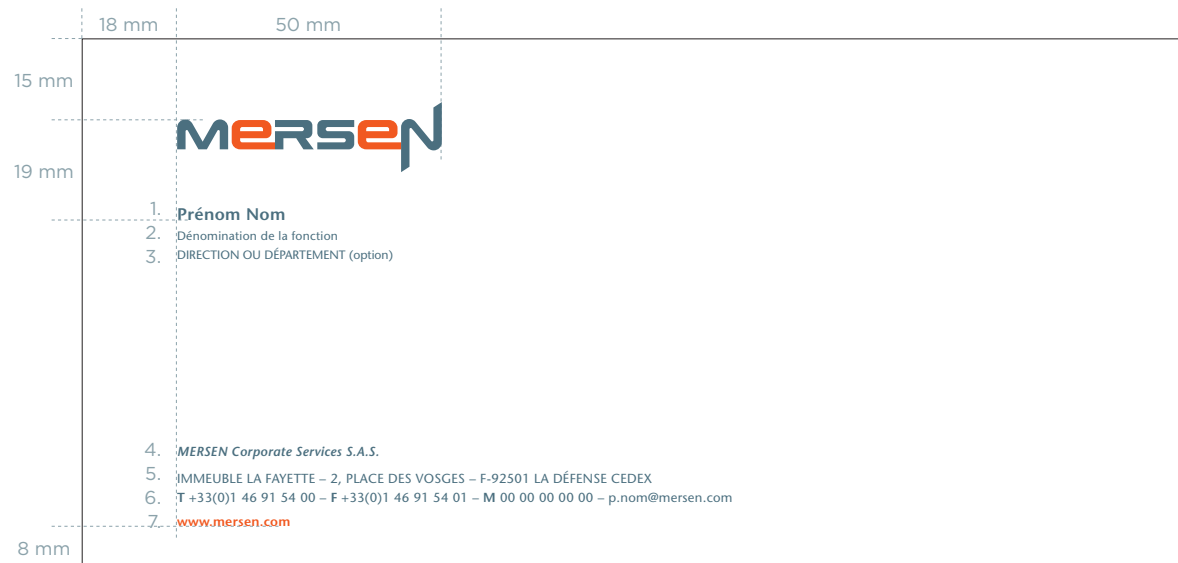 18 mm 50 mm
15 mm
mersen
19 mm
1. Prénom Nom
2. Dénomination de la fonction
3. DIRECTION OU DÉPARTEMENT (option)
4. MERSEN Corporate Services S.A.S.
5. IMMEUBLE LA FAYETTE – 2, PLACE DES VOSGES – F-92501 LA DÉFENSE CEDEX
6. T +33(0)1 46 91 54 00 – F +33(0)1 46 91 54 01 – M 00 00 00 00 00 – p.nom@mersen.com
7. www.mersen.com
8 mm